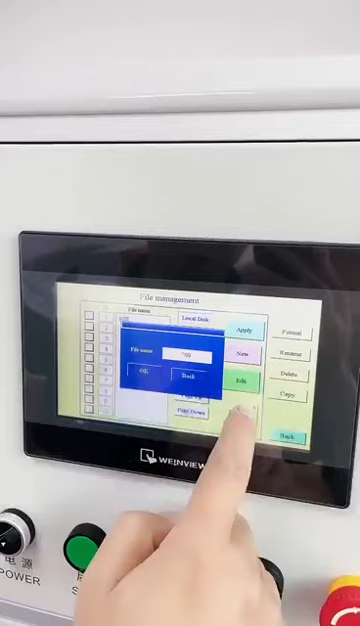 File management
File name
Local Disk
Apply
Format
New
Rename
File name
Edit
Delete
OK
Back
Copy
Page Down
Back
WEINVIEW
电源
POWER